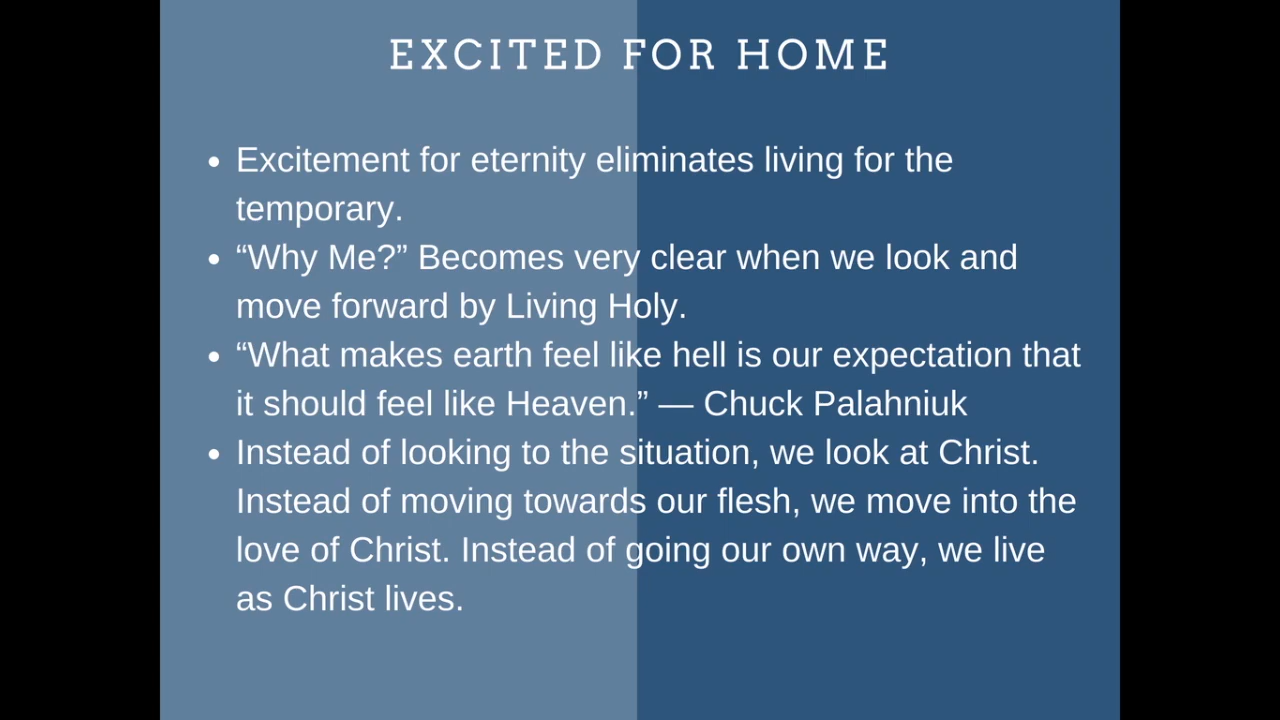 EXCITED FOR HOME
• Excitement for eternity eliminates living for the
temporary.
• “Why Me?” Becomes very clear when we look and
move forward by Living Holy.
• “What makes earth feel like hell is our expectation that
it should feel like Heaven.” — Chuck Palahniuk
• Instead of looking to the situation, we look at Christ.
Instead of moving towards our flesh, we move into the
love of Christ. Instead of going our own way, we live
as Christ lives.